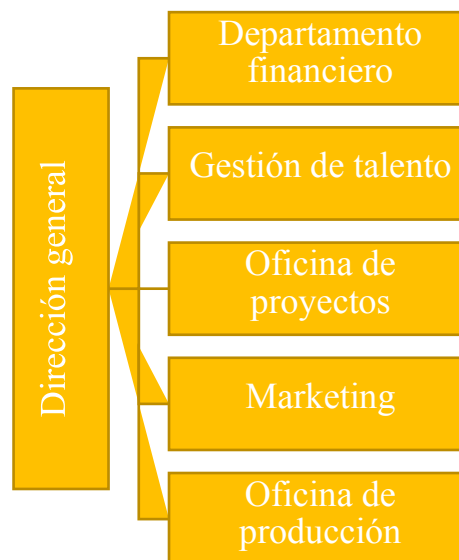 Dirección general
Departamento
financiero
Gestión de talento
Oficina de
proyectos
Marketing
Oficina de
producción